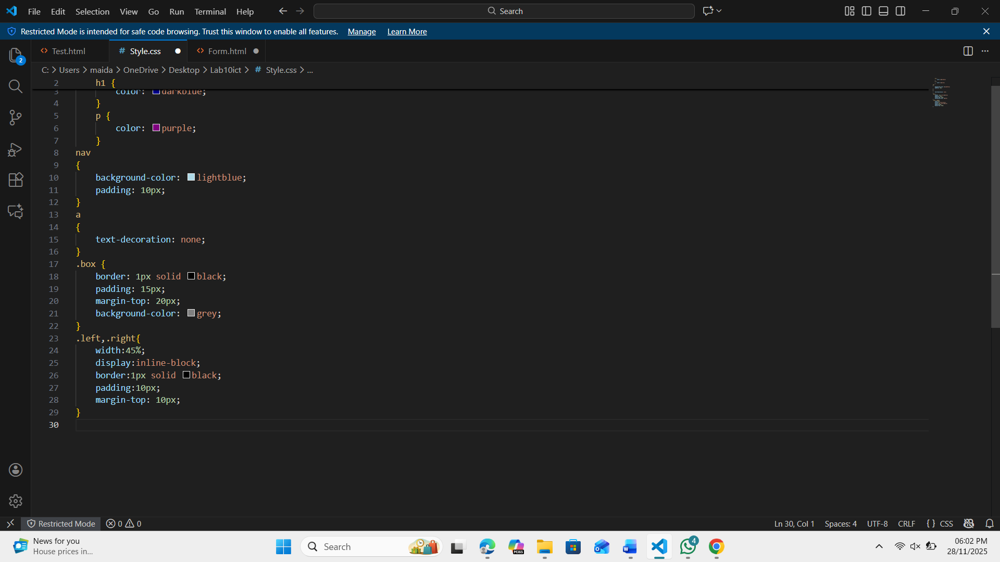 File Edit Selection View Go Run Terminal Help Search
Restricted Mode is intended for safe code browsing. Trust this window to enable all features. Manage Learn More
2
Test.html # Style.css Form.html
C: > Users > maida > OneDrive > Desktop > Lab10ict > # Style.css > ...
2 h1 {
3 color: darkblue;
4 }
5 p {
6 color: purple;
7 }
8 nav
9 {
10 background-color: lightblue;
11 padding: 10px;
12 }
13 a
14 {
15 text-decoration: none;
16 }
17 .box {
18 border: 1px solid black;
19 padding: 15px;
20 margin-top: 20px;
21 background-color: grey;
22 }
23 .left,.right{
24 width:45%;
25 display:inline-block;
26 border:1px solid black;
27 padding:10px;
28 margin-top: 10px;
29 }
30
Restricted Mode 0 0 Ln 30, Col 1 Spaces: 4 UTF-8 CRLF {} CSS
News for you
House prices in...
Search
M365
4
06:02 PM
28/11/2025